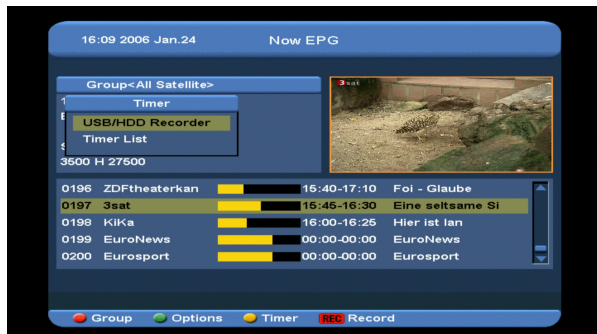 16:09 2006 Jan.24 Now EPG
Group<All Satellite>
3sat
Timer
USB/HDD Recorder
Timer List
3500 H 27500
0196 ZDFtheaterkan 15:40-17:10 Foi - Glaube
0197 3sat 15:45-16:30 Eine seltsame Si
0198 KiKa 16:00-16:25 Hier ist Ian
0199 EuroNews 00:00-00:00 EuroNews
0200 Eurosport 00:00-00:00 Eurosport
Group Options Timer REC Record